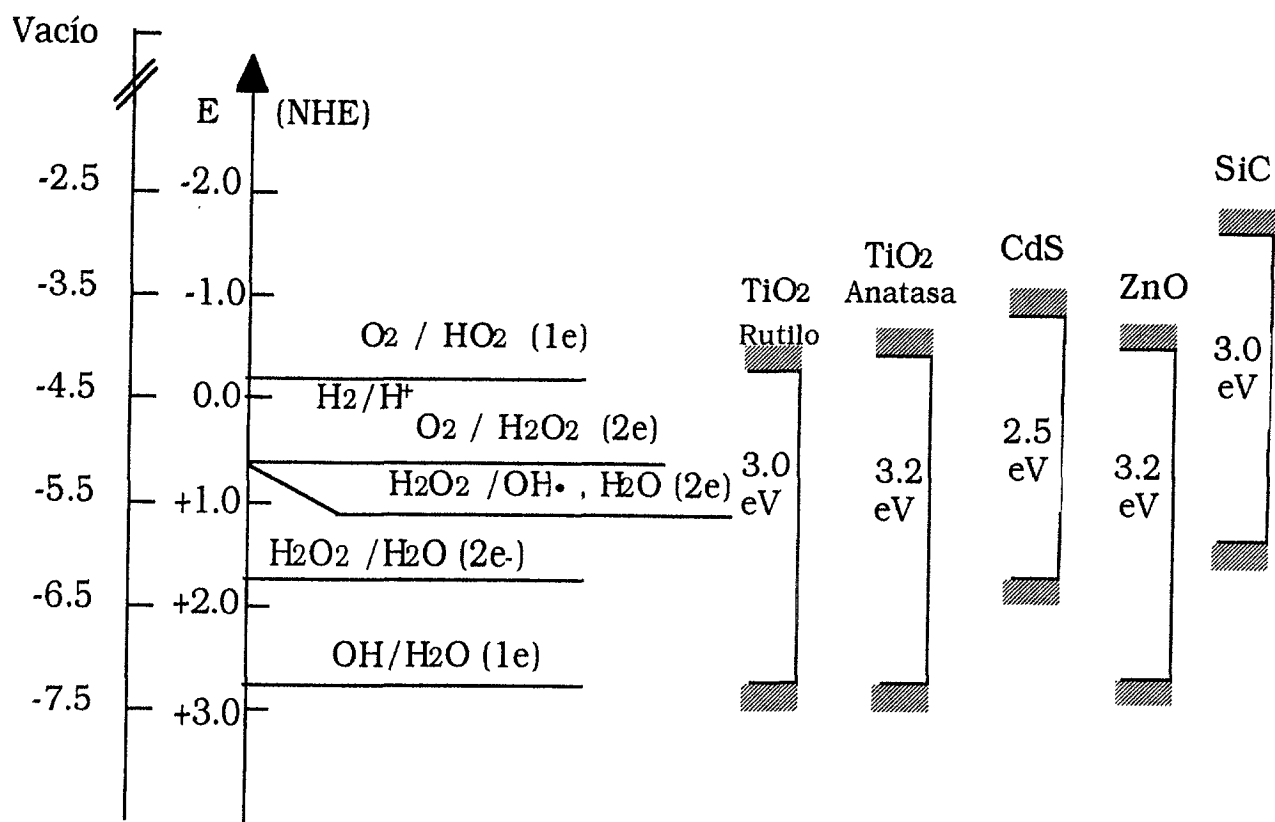 Vacío
E (NHE)
-2.5 -2.0
-3.5 -1.0
-4.5 0.0
-5.5 +1.0
-6.5 +2.0
-7.5 +3.0
O2 / HO2 (1e)
H2/H+
O2 / H2O2 (2e)
H2O2 /OH• , H2O (2e)
H2O2 /H2O (2e-)
OH/H2O (1e)
TiO2
Rutilo
3.0
eV
TiO2
Anatasa
3.2
eV
CdS
2.5
eV
ZnO
3.2
eV
SiC
3.0
eV